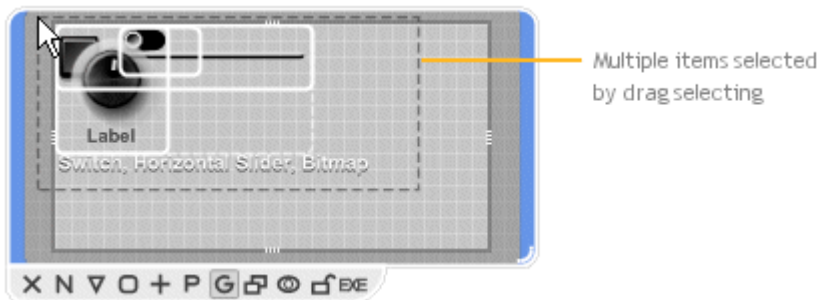 Multiple items selected
by drag selecting
Label
Switch, Horizontal Slider, Bitmap
X N P G EXE